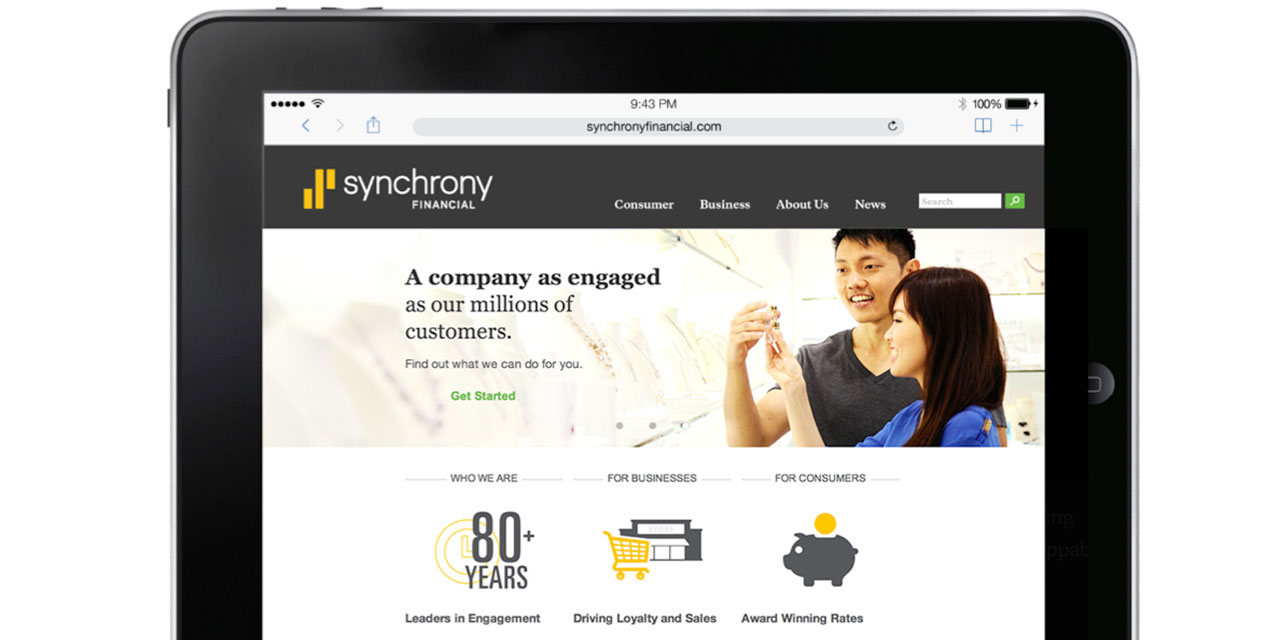 9:43 PM
100%
synchronyfinancial.com
synchrony
FINANCIAL
Consumer Business About Us News
Search
A company as engaged
as our millions of
customers.
Find out what we can do for you.
Get Started
WHO WE ARE FOR BUSINESSES FOR CONSUMERS
80+
YEARS
STORE
Leaders in Engagement Driving Loyalty and Sales Award Winning Rates